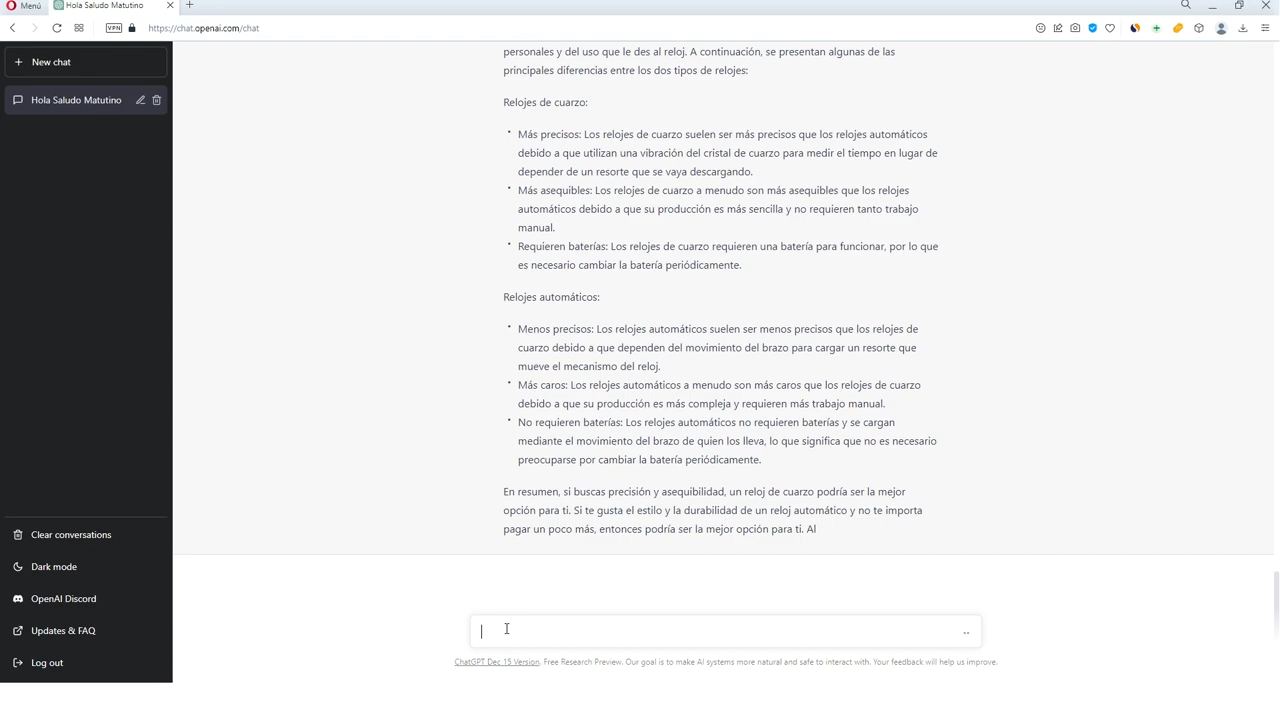 Menú
Hola Saludo Matutino
https://chat.openai.com/chat
VPN
New chat
Hola Saludo Matutino
personales y del uso que le des al reloj. A continuación, se presentan algunas de las
principales diferencias entre los dos tipos de relojes:
Relojes de cuarzo:
Más precisos: Los relojes de cuarzo suelen ser más precisos que los relojes automáticos
debido a que utilizan una vibración del cristal de cuarzo para medir el tiempo en lugar de
depender de un resorte que se vaya descargando.
Más asequibles: Los relojes de cuarzo a menudo son más asequibles que los relojes
automáticos debido a que su producción es más sencilla y no requieren tanto trabajo
manual.
Requieren baterías: Los relojes de cuarzo requieren una batería para funcionar, por lo que
es necesario cambiar la batería periódicamente.
Relojes automáticos:
Menos precisos: Los relojes automáticos suelen ser menos precisos que los relojes de
cuarzo debido a que dependen del movimiento del brazo para cargar un resorte que
mueve el mecanismo del reloj.
Más caros: Los relojes automáticos a menudo son más caros que los relojes de cuarzo
debido a que su producción es más compleja y requieren más trabajo manual.
No requieren baterías: Los relojes automáticos no requieren baterías y se cargan
mediante el movimiento del brazo de quien los lleva, lo que significa que no es necesario
preocuparse por cambiar la batería periódicamente.
En resumen, si buscas precisión y asequibilidad, un reloj de cuarzo podría ser la mejor
opción para ti. Si te gusta el estilo y la durabilidad de un reloj automático y no te importa
pagar un poco más, entonces podría ser la mejor opción para ti. Al
Clear conversations
Dark mode
OpenAI Discord
Updates & FAQ
Log out
ChatGPT Dec 15 Version. Free Research Preview. Our goal is to make AI systems more natural and safe to interact with. Your feedback will help us improve.